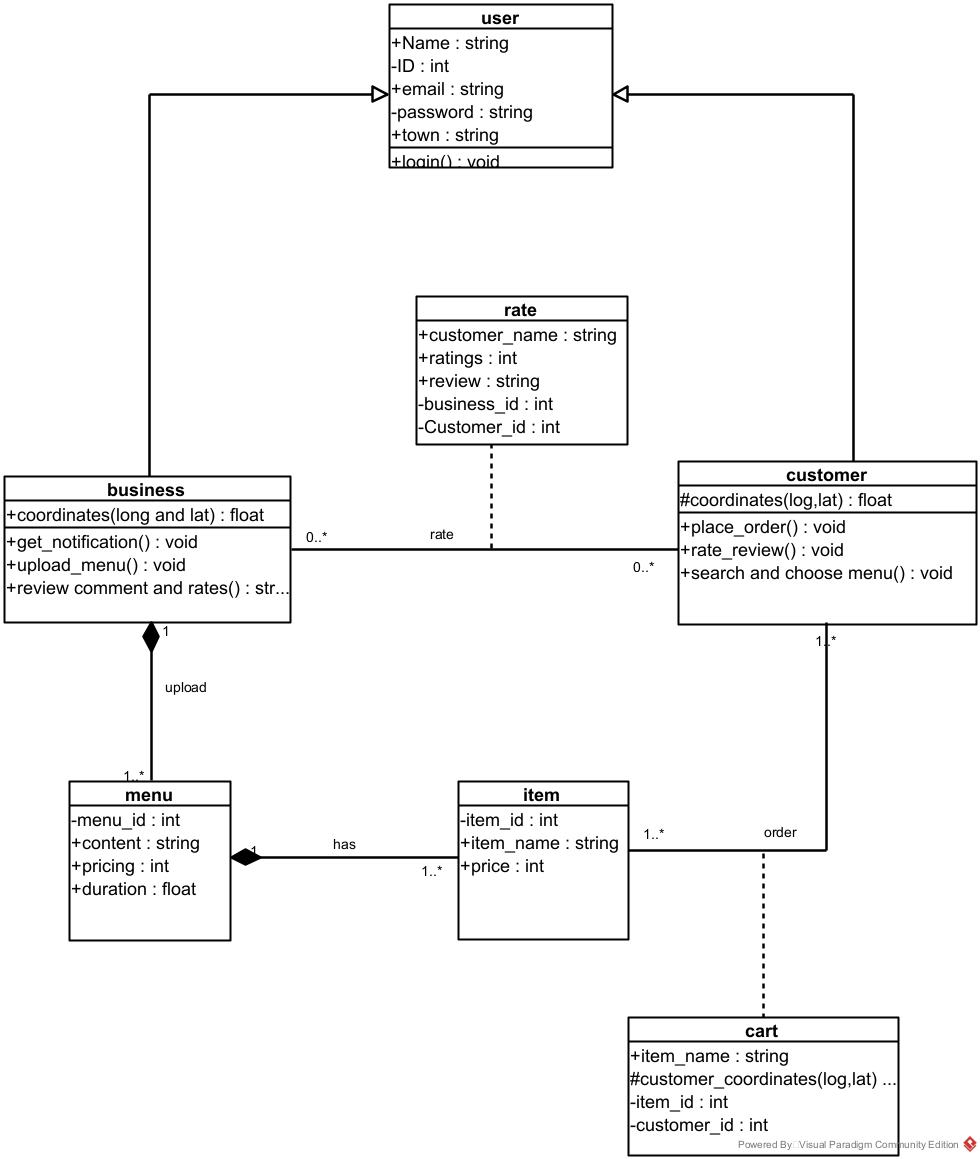 user
+Name : string
-ID : int
+email : string
-password : string
+town : string
+login() : void
rate
+customer_name : string
+ratings : int
+review : string
-business_id : int
-Customer_id : int
business
+coordinates(long and lat) : float
+get_notification() : void
+upload_menu() : void
+review comment and rates() : str...
customer
#coordinates(log,lat) : float
+place_order() : void
+rate_review() : void
+search and choose menu() : void
0..*
rate
0..*
1
upload
1..*
1..*
menu
-menu_id : int
+content : string
+pricing : int
+duration : float
1
has
1..*
item
-item_id : int
+item_name : string
+price : int
1..*
order
cart
+item_name : string
#customer_coordinates(log,lat) ...
-item_id : int
-customer_id : int
Powered By Visual Paradigm Community Edition